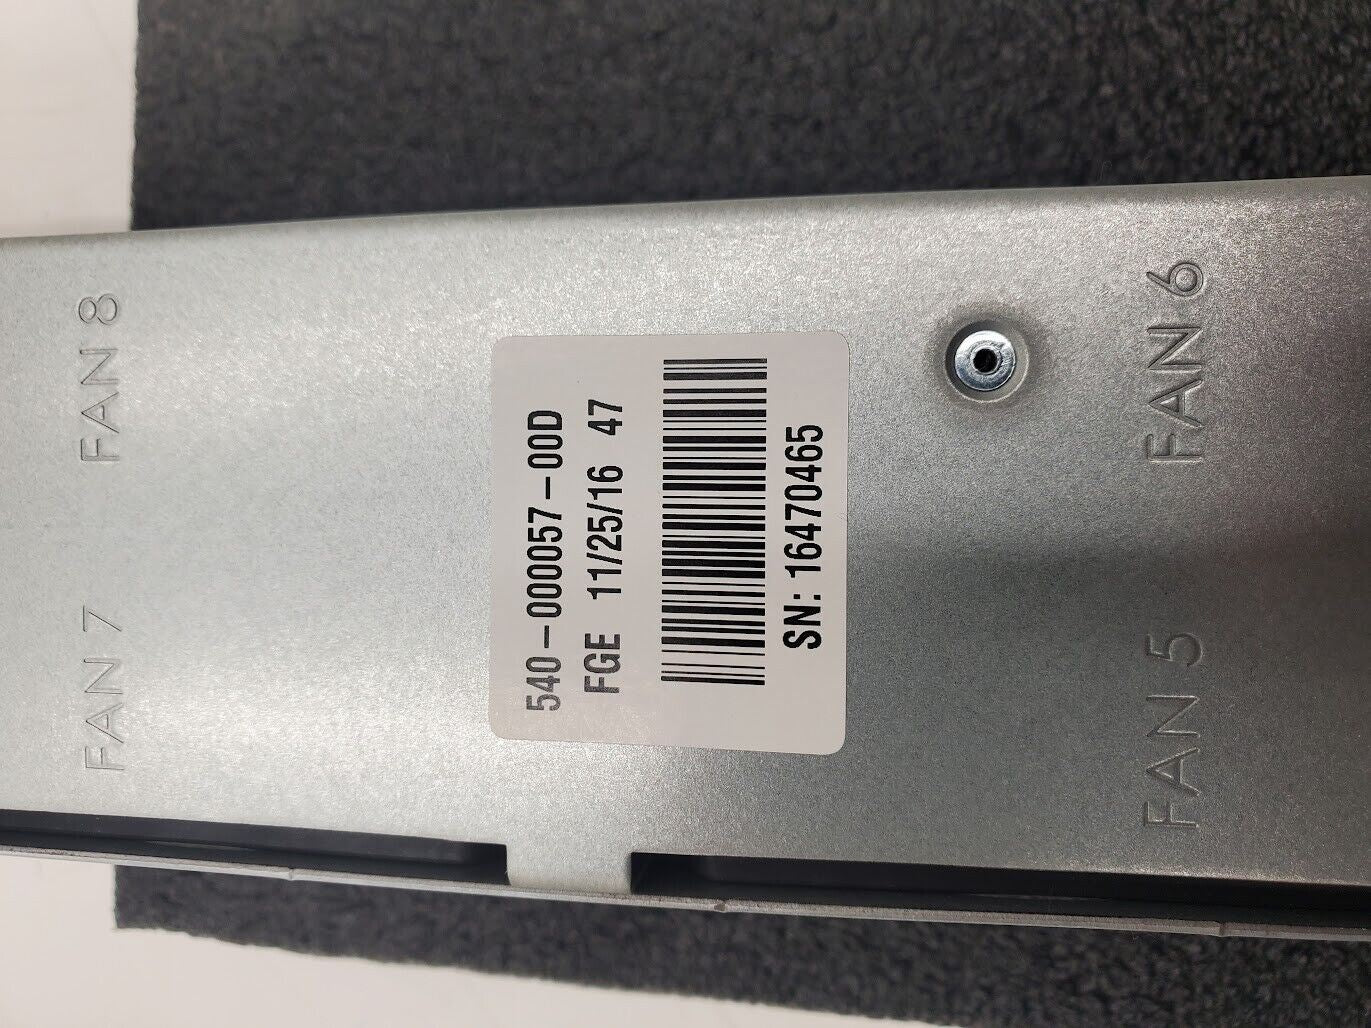 FAN 7 FAN 8
540-000057-00D
FGE 11/25/16 47
SN: 16470465
FAN 5 FAN 6